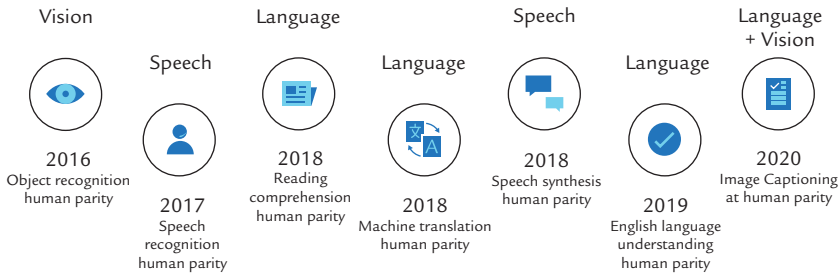 Vision
2016
Object recognition
human parity
Speech
2017
Speech
recognition
human parity
Language
2018
Reading
comprehension
human parity
Language
文
A
2018
Machine translation
human parity
Speech
2018
Speech synthesis
human parity
Language
2019
English language
understanding
human parity
Language
+ Vision
2020
Image Captioning
at human parity